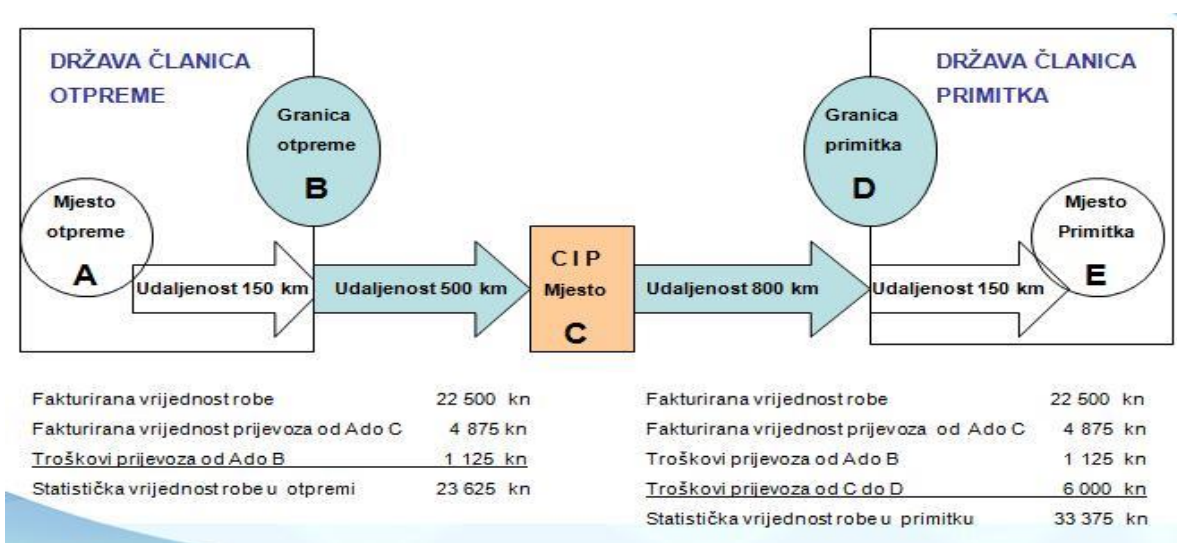 DRŽAVA ČLANICA
OTPREME
Granica
otpreme
B
Mjesto
otpreme
A
Udaljenost 150 km
Udaljenost 500 km
CIP
Mjesto
C
Udaljenost 800 km
DRŽAVA ČLANICA
PRIMITKA
Granica
primitka
D
Mjesto
Primitka
E
Udaljenost 150 km
Fakturirana vrijednost robe 22 500 kn
Fakturirana vrijednost prijevoza od A do C 4 875 kn
Troškovi prijevoza od A do B 1 125 kn
Statistička vrijednost robe u otpremi 23 625 kn
Fakturirana vrijednost robe 22 500 kn
Fakturirana vrijednost prijevoza od A do C 4 875 kn
Troškovi prijevoza od A do B 1 125 kn
Troškovi prijevoza od C do D 6 000 kn
Statistička vrijednost robe u primitku 33 375 kn